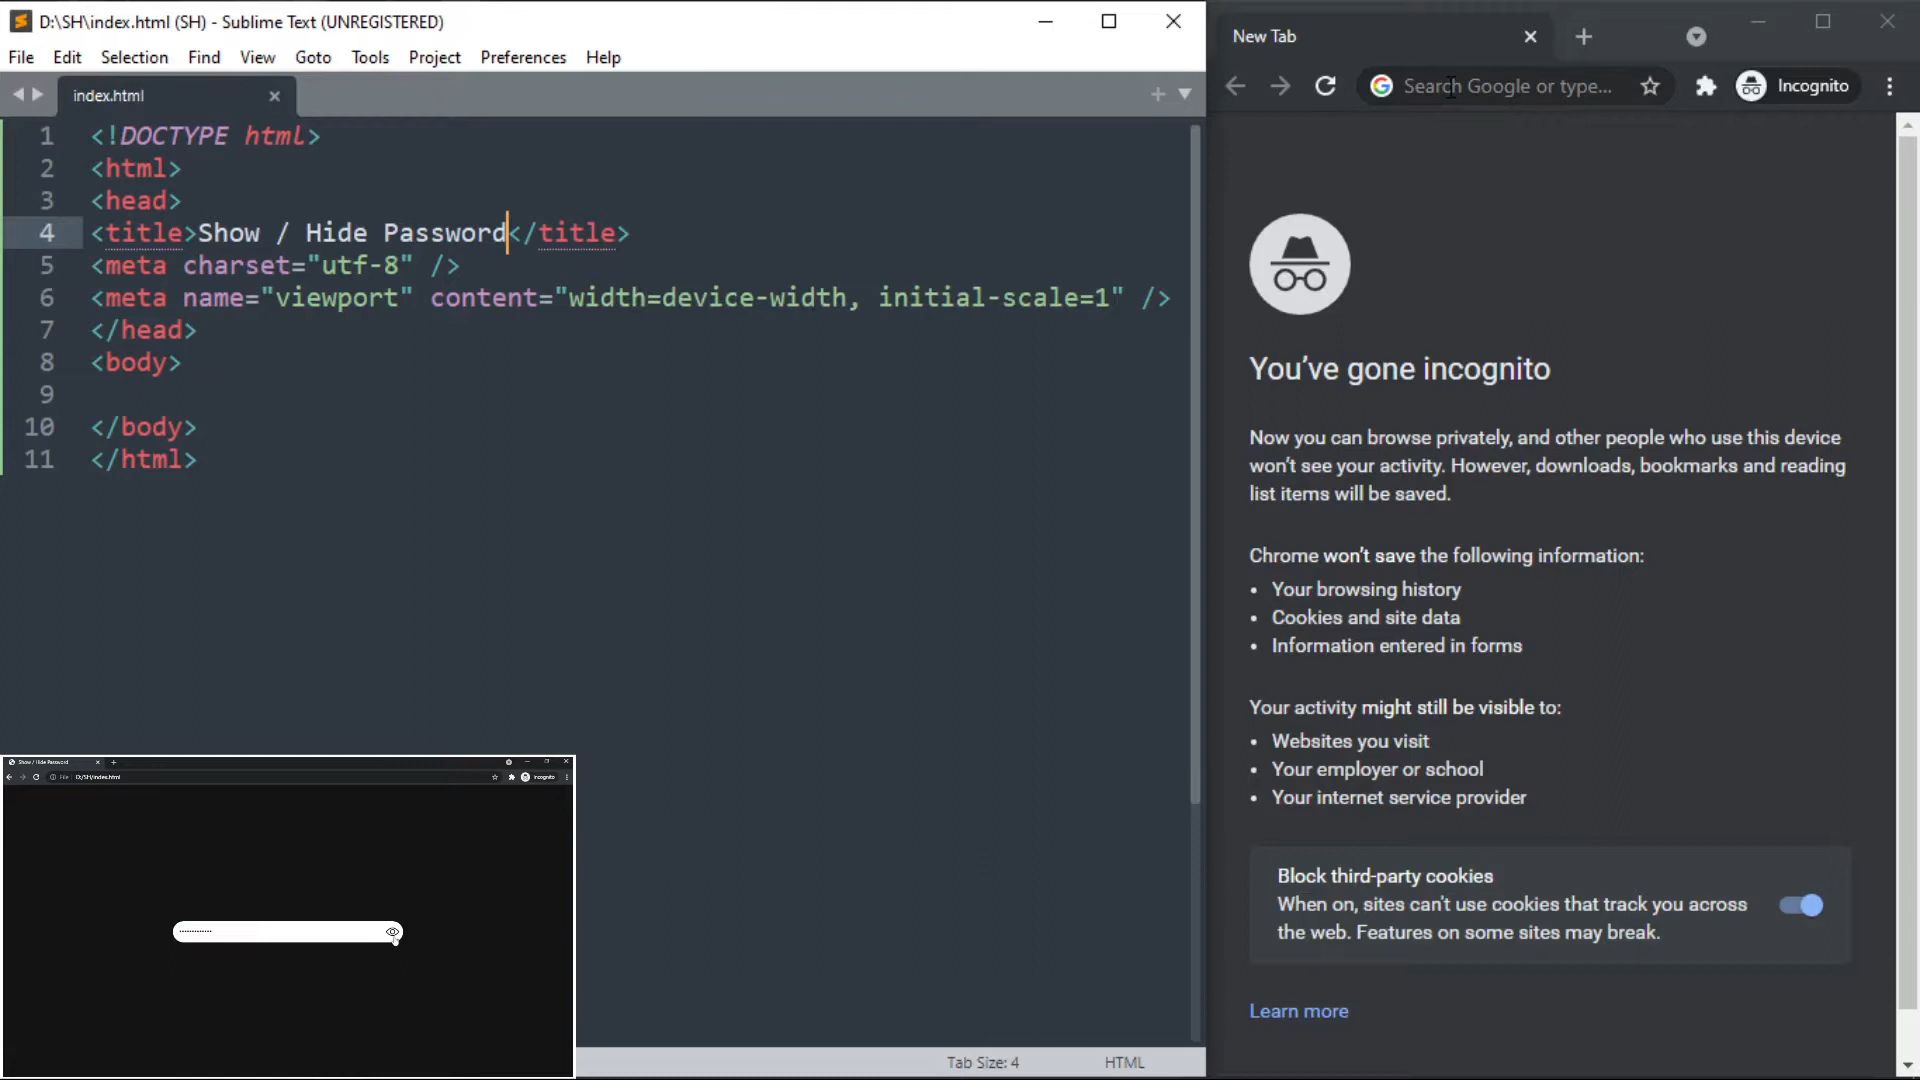 D:\SH\index.html (SH) - Sublime Text (UNREGISTERED)
File Edit Selection Find View Goto Tools Project Preferences Help
index.html
1 <!DOCTYPE html>
2 <html>
3 <head>
4 <title>Show / Hide Password</title>
5 <meta charset="utf-8" />
6 <meta name="viewport" content="width=device-width, initial-scale=1" />
7 </head>
8 <body>
9
10 </body>
11 </html>
Show / Hide Password
File D:/SH/index.html
Incognito
Tab Size: 4 HTML
New Tab
Search Google or type...
Incognito
You’ve gone incognito
Now you can browse privately, and other people who use this device
won’t see your activity. However, downloads, bookmarks and reading
list items will be saved.
Chrome won’t save the following information:
• Your browsing history
• Cookies and site data
• Information entered in forms
Your activity might still be visible to:
• Websites you visit
• Your employer or school
• Your internet service provider
Block third-party cookies
When on, sites can't use cookies that track you across
the web. Features on some sites may break.
Learn more